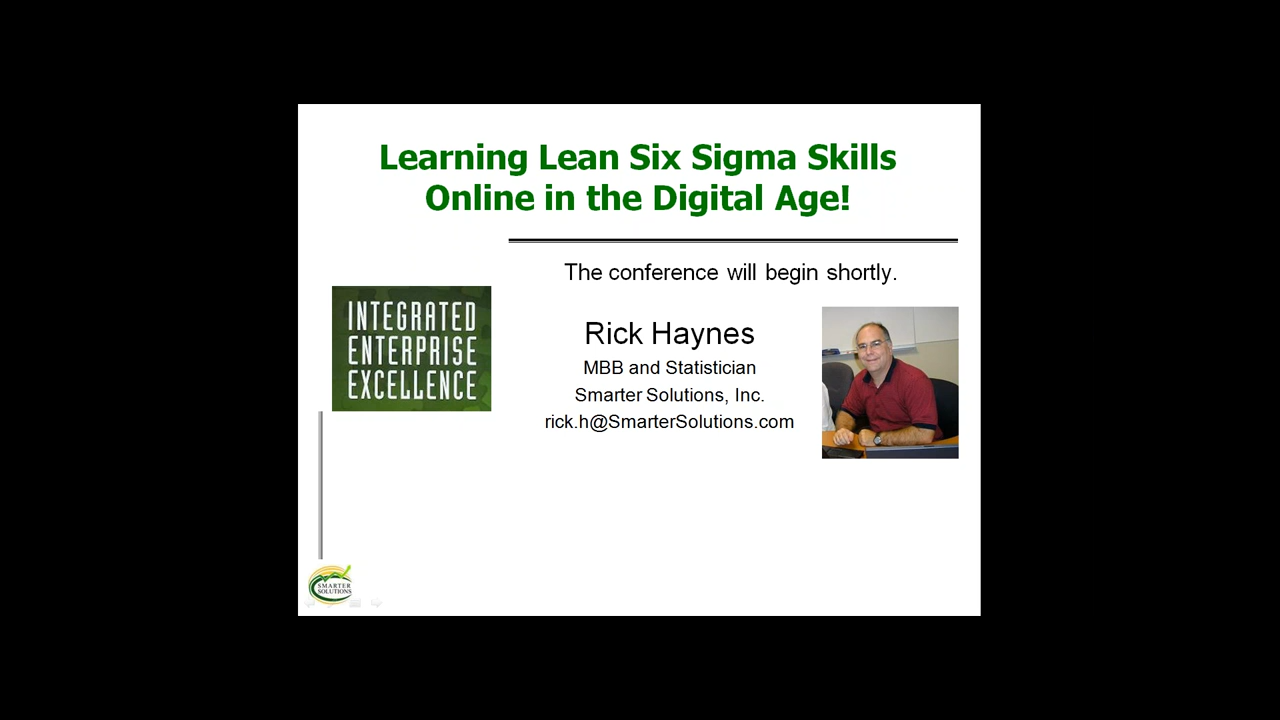 Learning Lean Six Sigma Skills
Online in the Digital Age!
The conference will begin shortly.
INTEGRATED
ENTERPRISE
EXCELLENCE
Rick Haynes
MBB and Statistician
Smarter Solutions, Inc.
rick.h@SmarterSolutions.com
SMARTER
SOLUTIONS